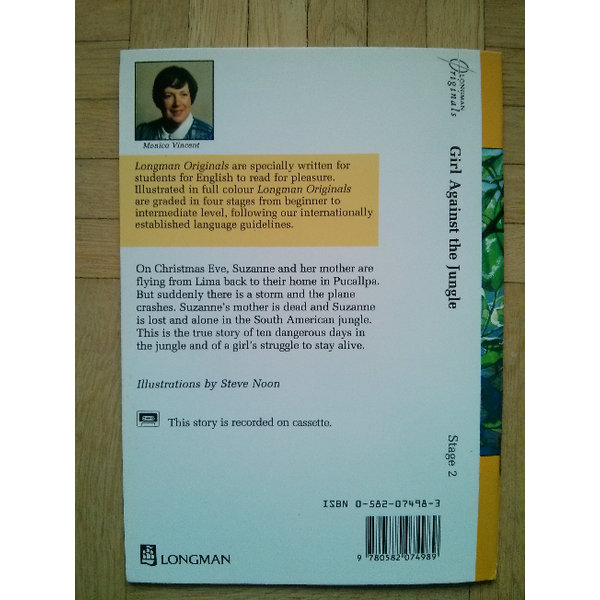 Monica Vincent
Longman Originals are specially written for
students for English to read for pleasure.
Illustrated in full colour Longman Originals
are graded in four stages from beginner to
intermediate level, following our internationally
established language guidelines.
On Christmas Eve, Suzanne and her mother are
flying from Lima back to their home in Pucallpa.
But suddenly there is a storm and the plane
crashes. Suzanne's mother is dead and Suzanne
is lost and alone in the South American jungle.
This is the true story of ten dangerous days in
the jungle and of a girl's struggle to stay alive.
Illustrations by Steve Noon
This story is recorded on cassette.
ISBN 0-582-07498-3
9 780582 074989
LONGMAN
LONGMAN
Originals
Girl Against the Jungle
Stage 2